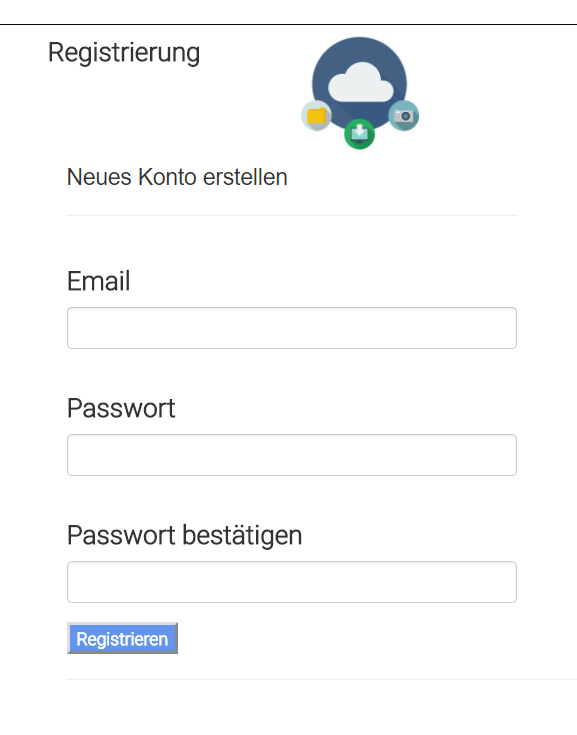 Registrierung
Neues Konto erstellen
Email
Passwort
Passwort bestätigen
Registrieren